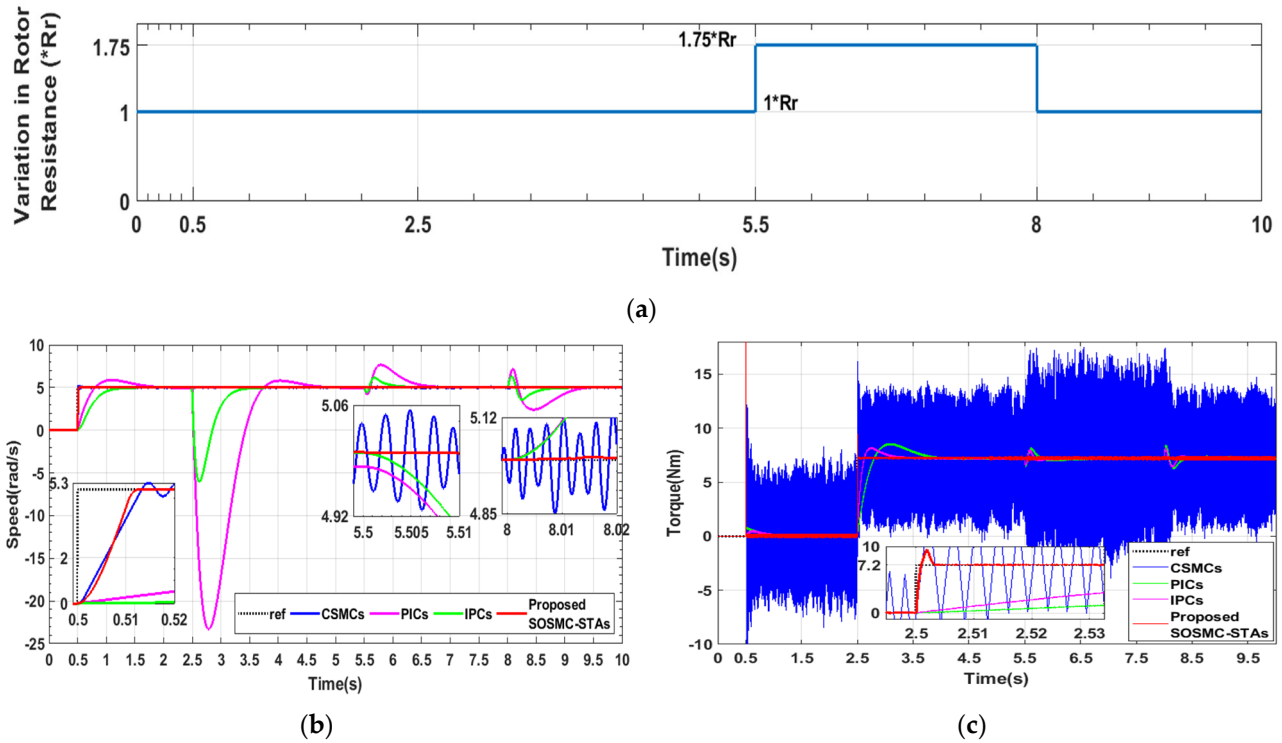 Variation in Rotor
Resistance (*Rr)
1.75
1
0
1.75*Rr
1*Rr
0 0.5 2.5 5.5 8 10
Time(s)
(a)
Speed(rad/s)
10
5
0
-5
-10
-15
-20
-25
5.3
2
0
0.5 0.51 0.52
5.06
4.92
5.5 5.505 5.51
5.12
4.85
8 8.01 8.02
ref CSMCs PICs IPCs Proposed
SOSMC-STAs
0 0.5 1 1.5 2 2.5 3 3.5 4 4.5 5 5.5 6 6.5 7 7.5 8 8.5 9 9.5 10
Time(s)
(b)
Torque(Nm)
15
10
5
0
-5
-10
10
7.2
0
2.5 2.51 2.52 2.53
ref
CSMCs
PICs
IPCs
Proposed
SOSMC-STAs
0 0.5 1.5 2.5 3.5 4.5 5.5 6.5 7.5 8.5 9.5
Time(s)
(c)